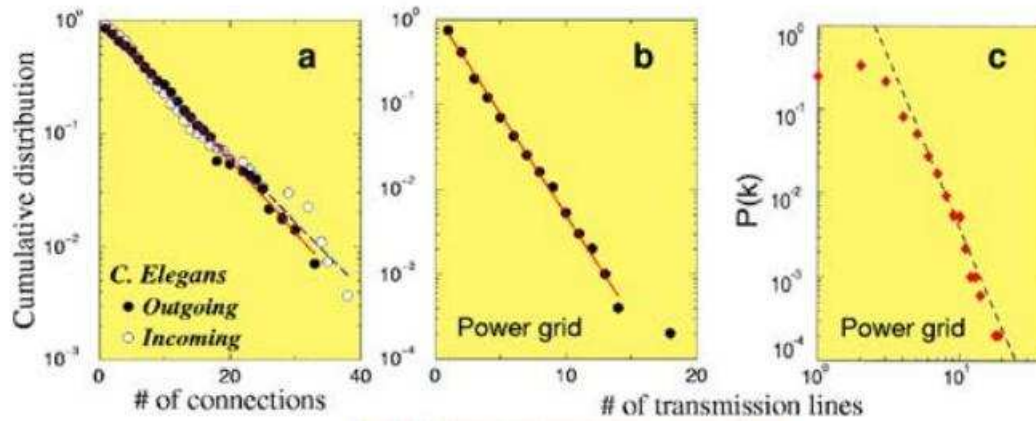 Cumulative distribution
10⁰
10⁻¹
10⁻²
10⁻³
a
C. Elegans
Outgoing
Incoming
0
20
40
# of connections
10⁰
10⁻¹
10⁻²
10⁻³
10⁻⁴
b
Power grid
0
10
20
# of transmission lines
P(k)
10⁰
10⁻¹
10⁻²
10⁻³
10⁻⁴
c
Power grid
10⁰
10¹